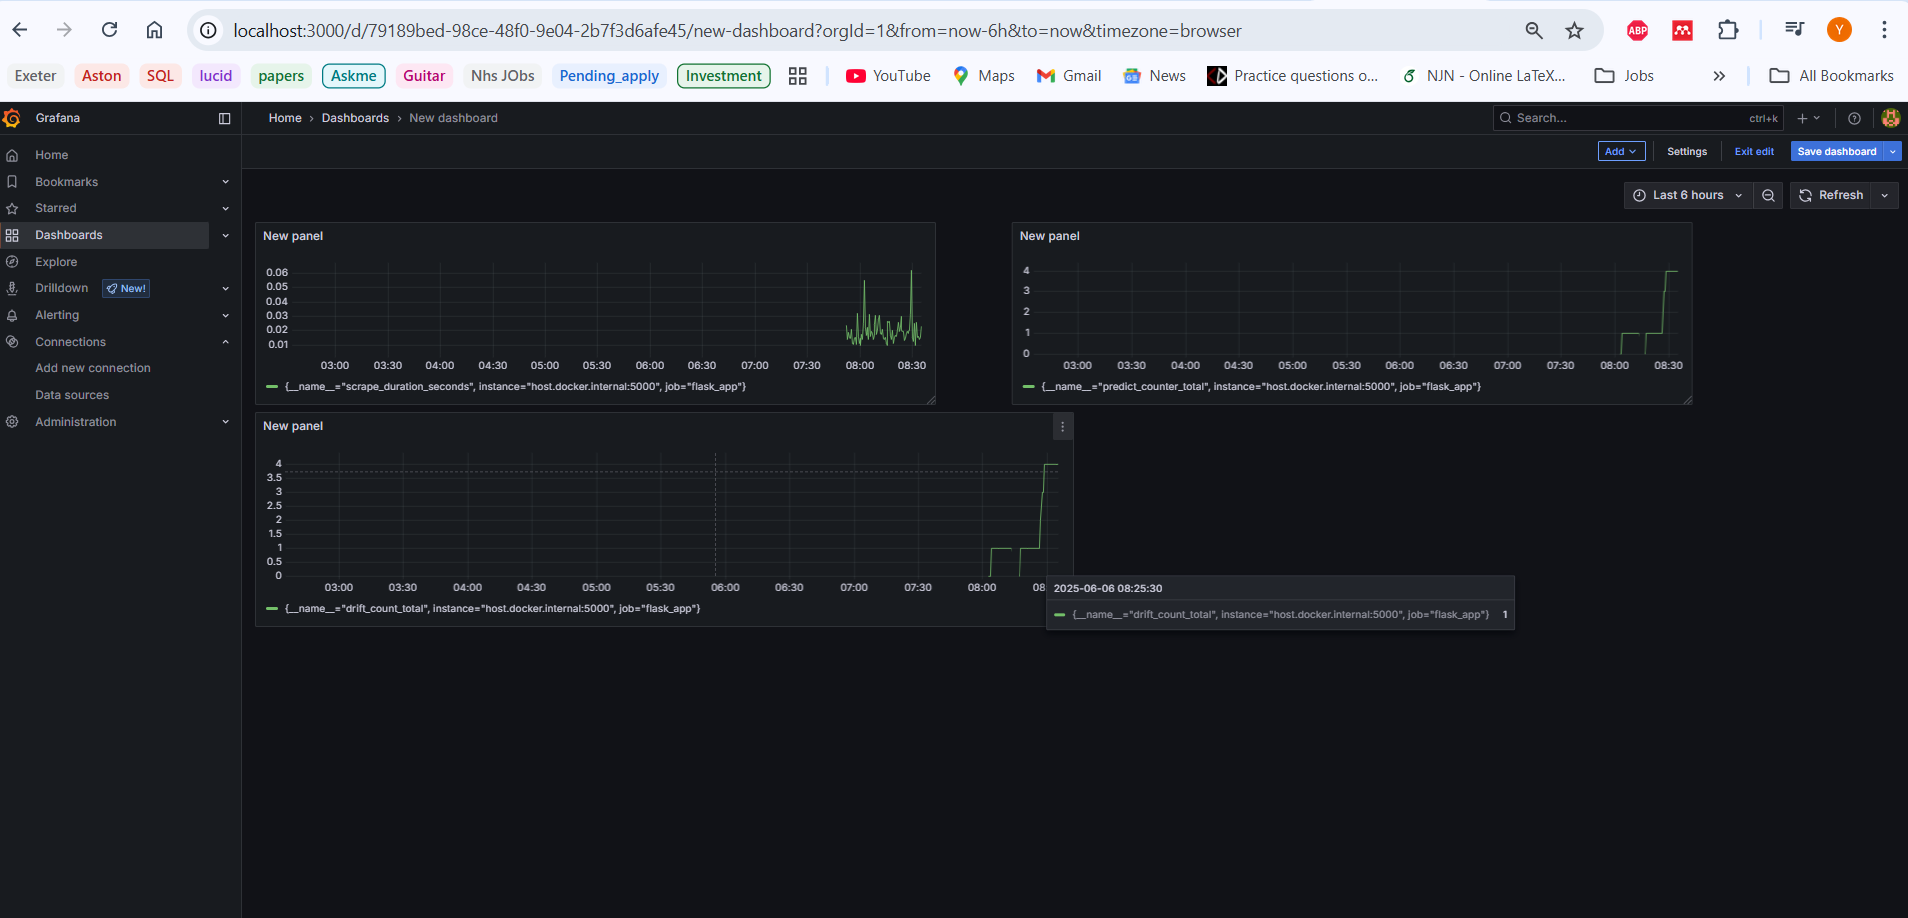 localhost:3000/d/79189bed-98ce-48f0-9e04-2b7f3d6afe45/new-dashboard?orgId=1&from=now-6h&to=now&timezone=browser
ABP
Y
Exeter Aston SQL lucid papers Askme Guitar Nhs JObs Pending_apply Investment YouTube Maps Gmail News Practice questions o... NJN - Online LaTeX... Jobs » All Bookmarks
Grafana
Home › Dashboards › New dashboard
Search... ctrl+k
Home
Bookmarks
Starred
Dashboards
Explore
Drilldown New!
Alerting
Connections
Add new connection
Data sources
Administration
Add Settings Exit edit Save dashboard
Last 6 hours Refresh
New panel
0.06
0.05
0.04
0.03
0.02
0.01
03:00 03:30 04:00 04:30 05:00 05:30 06:00 06:30 07:00 07:30 08:00 08:30
{__name__="scrape_duration_seconds", instance="host.docker.internal:5000", job="flask_app"}
New panel
4
3
2
1
0
03:00 03:30 04:00 04:30 05:00 05:30 06:00 06:30 07:00 07:30 08:00 08:30
{__name__="predict_counter_total", instance="host.docker.internal:5000", job="flask_app"}
New panel
4
3.5
3
2.5
2
1.5
1
0.5
0
03:00 03:30 04:00 04:30 05:00 05:30 06:00 06:30 07:00 07:30 08:00 08
{__name__="drift_count_total", instance="host.docker.internal:5000", job="flask_app"}
2025-06-06 08:25:30
{__name__="drift_count_total", instance="host.docker.internal:5000", job="flask_app"} 1